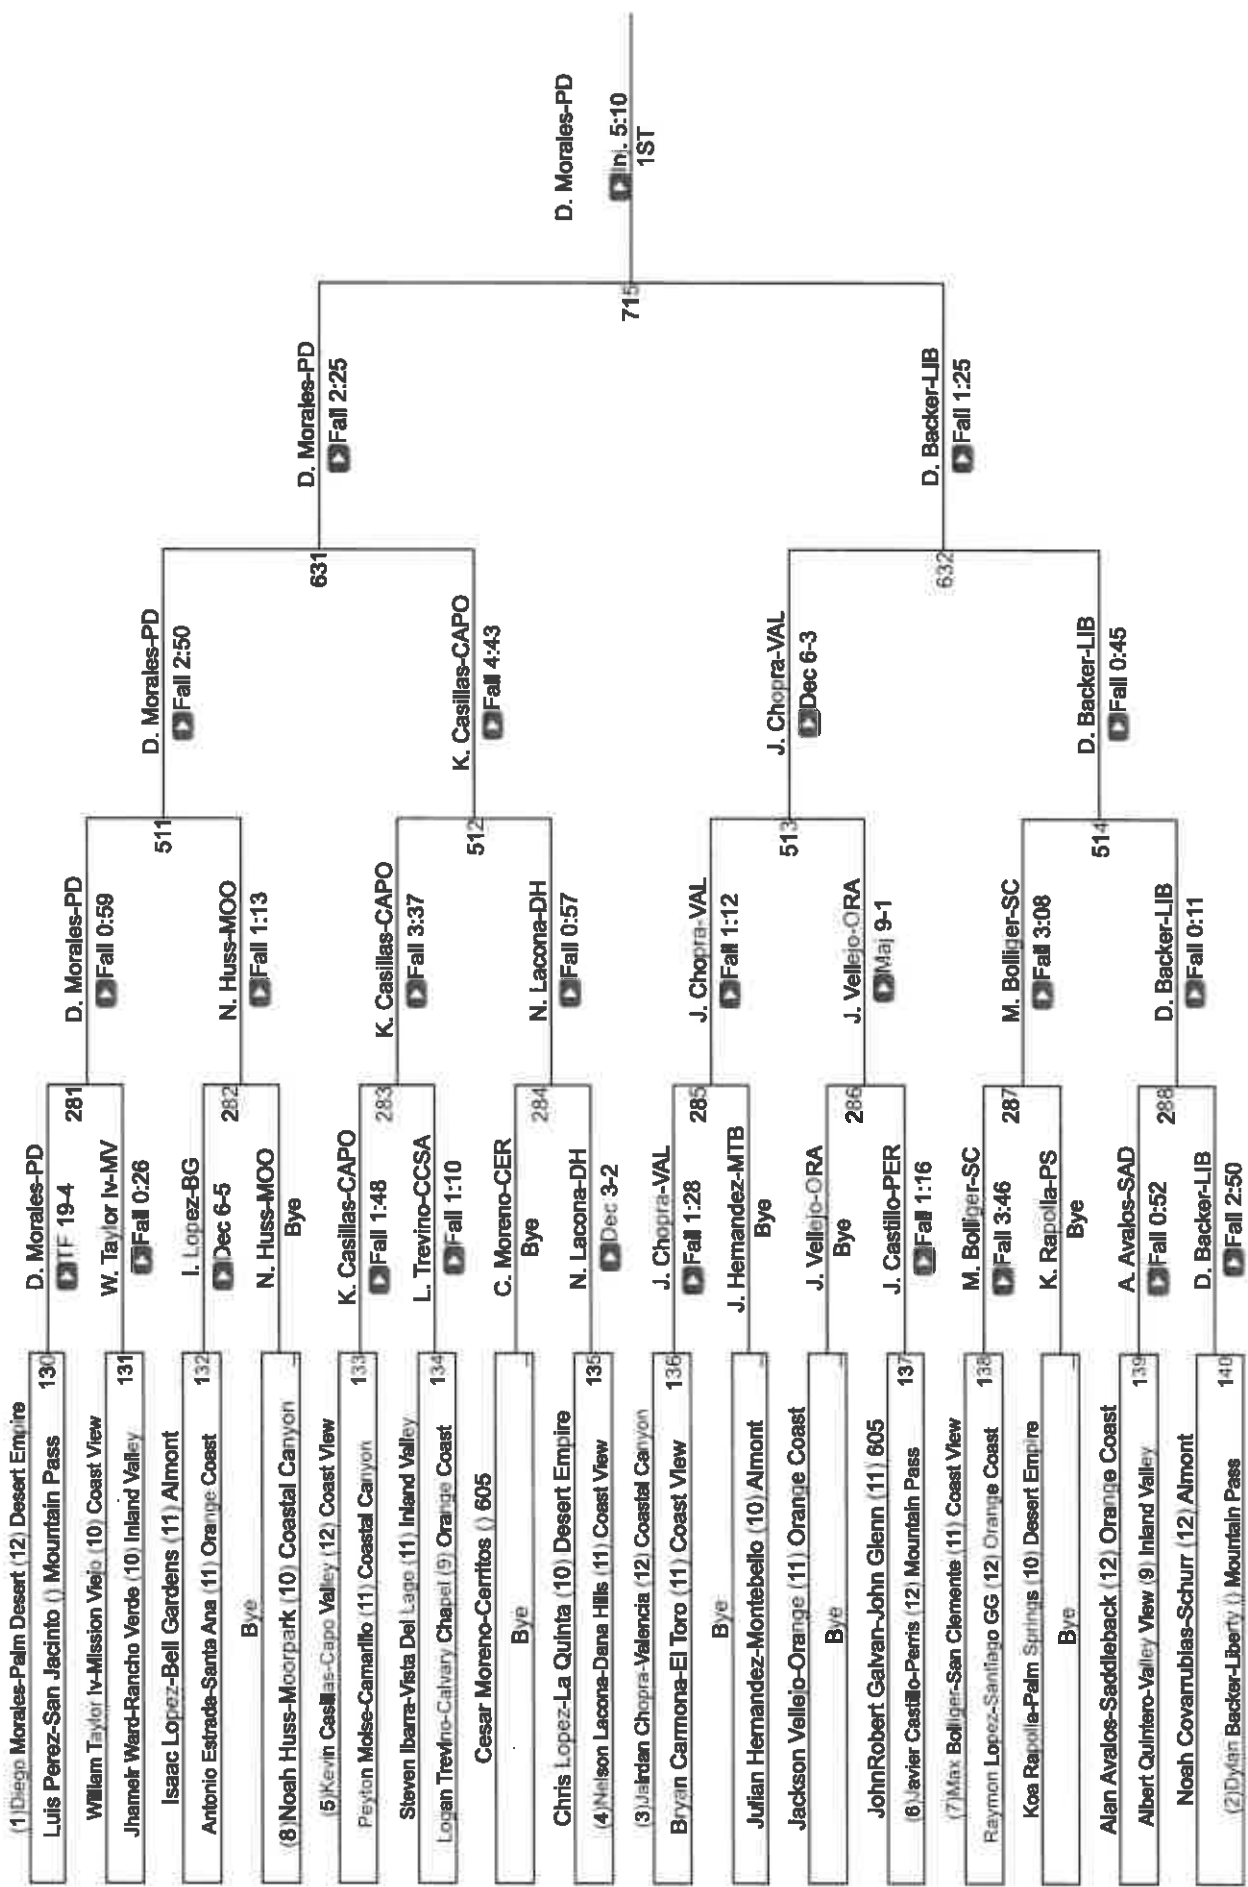 (1)Diego Morales-Palm Desert (12) Desert Empire
130
Luis Perez-San Jacinto () Mountain Pass
William Taylor Iv-Mission Viejo (10) Coast View
131
Jhameir Ward-Rancho Verde (10) Inland Valley
Isaac Lopez-Bell Gardens (11) Almont
132
Antonio Estrada-Santa Ana (11) Orange Coast
Bye
(8)Noah Huss-Moorpark (10) Coastal Canyon
(5)Kevin Casillas-Capo Valley (12) Coast View
133
Peyton Moise-Camarillo (11) Coastal Canyon
Steven Ibarra-Vista Del Lago (11) Inland Valley
134
Logan Trevino-Calvary Chapel (9) Orange Coast
Cesar Moreno-Cerritos () 605
Bye
Chris Lopez-La Quinta (10) Desert Empire
135
(4)Nelson Lacona-Dana Hills (11) Coast View
(3)Jairdan Chopra-Valencia (12) Coastal Canyon
136
Bryan Carmona-El Toro (11) Coast View
Bye
Julian Hernandez-Montebello (10) Almont
Jackson Vellejo-Orange (11) Orange Coast
Bye
JohnRobert Galvan-John Glenn (11) 605
137
(6)Javier Castillo-Perris (12) Mountain Pass
(7)Max Bolliger-San Clemente (11) Coast View
138
Raymon Lopez-Santiago GG (12) Orange Coast
Koa Rapolla-Palm Springs (10) Desert Empire
Bye
Alan Avalos-Saddleback (12) Orange Coast
139
Albert Quintero-Valley View (9) Inland Valley
Noah Covarrubias-Schurr (12) Almont
140
(2)Dylan Backer-Liberty () Mountain Pass
D. Morales-PD
TF 19-4
281
W. Taylor Iv-MV
Fall 0:26
I. Lopez-BG
Dec 6-5
282
N. Huss-MOO
Bye
K. Casillas-CAPO
Fall 1:48
283
L. Trevino-CCSA
Fall 1:10
C. Moreno-CER
Bye
284
N. Lacona-DH
Dec 3-2
J. Chopra-VAL
Fall 1:28
285
J. Hernandez-MTB
Bye
J. Vellejo-ORA
Bye
286
J. Castillo-PER
Fall 1:16
M. Bolliger-SC
Fall 3:46
287
K. Rapolla-PS
Bye
A. Avalos-SAD
Fall 0:52
288
D. Backer-LIB
Fall 2:50
D. Morales-PD
Fall 0:59
511
N. Huss-MOO
Fall 1:13
K. Casillas-CAPO
Fall 3:37
512
N. Lacona-DH
Fall 0:57
J. Chopra-VAL
Fall 1:12
513
J. Vellejo-ORA
Maj 9-1
M. Bolliger-SC
Fall 3:08
514
D. Backer-LIB
Fall 0:11
D. Morales-PD
Fall 2:50
631
K. Casillas-CAPO
Fall 4:43
J. Chopra-VAL
Dec 6-3
632
D. Backer-LIB
Fall 0:45
D. Morales-PD
Fall 2:25
715
D. Backer-LIB
Fall 1:25
D. Morales-PD
Inj. 5:10
1ST